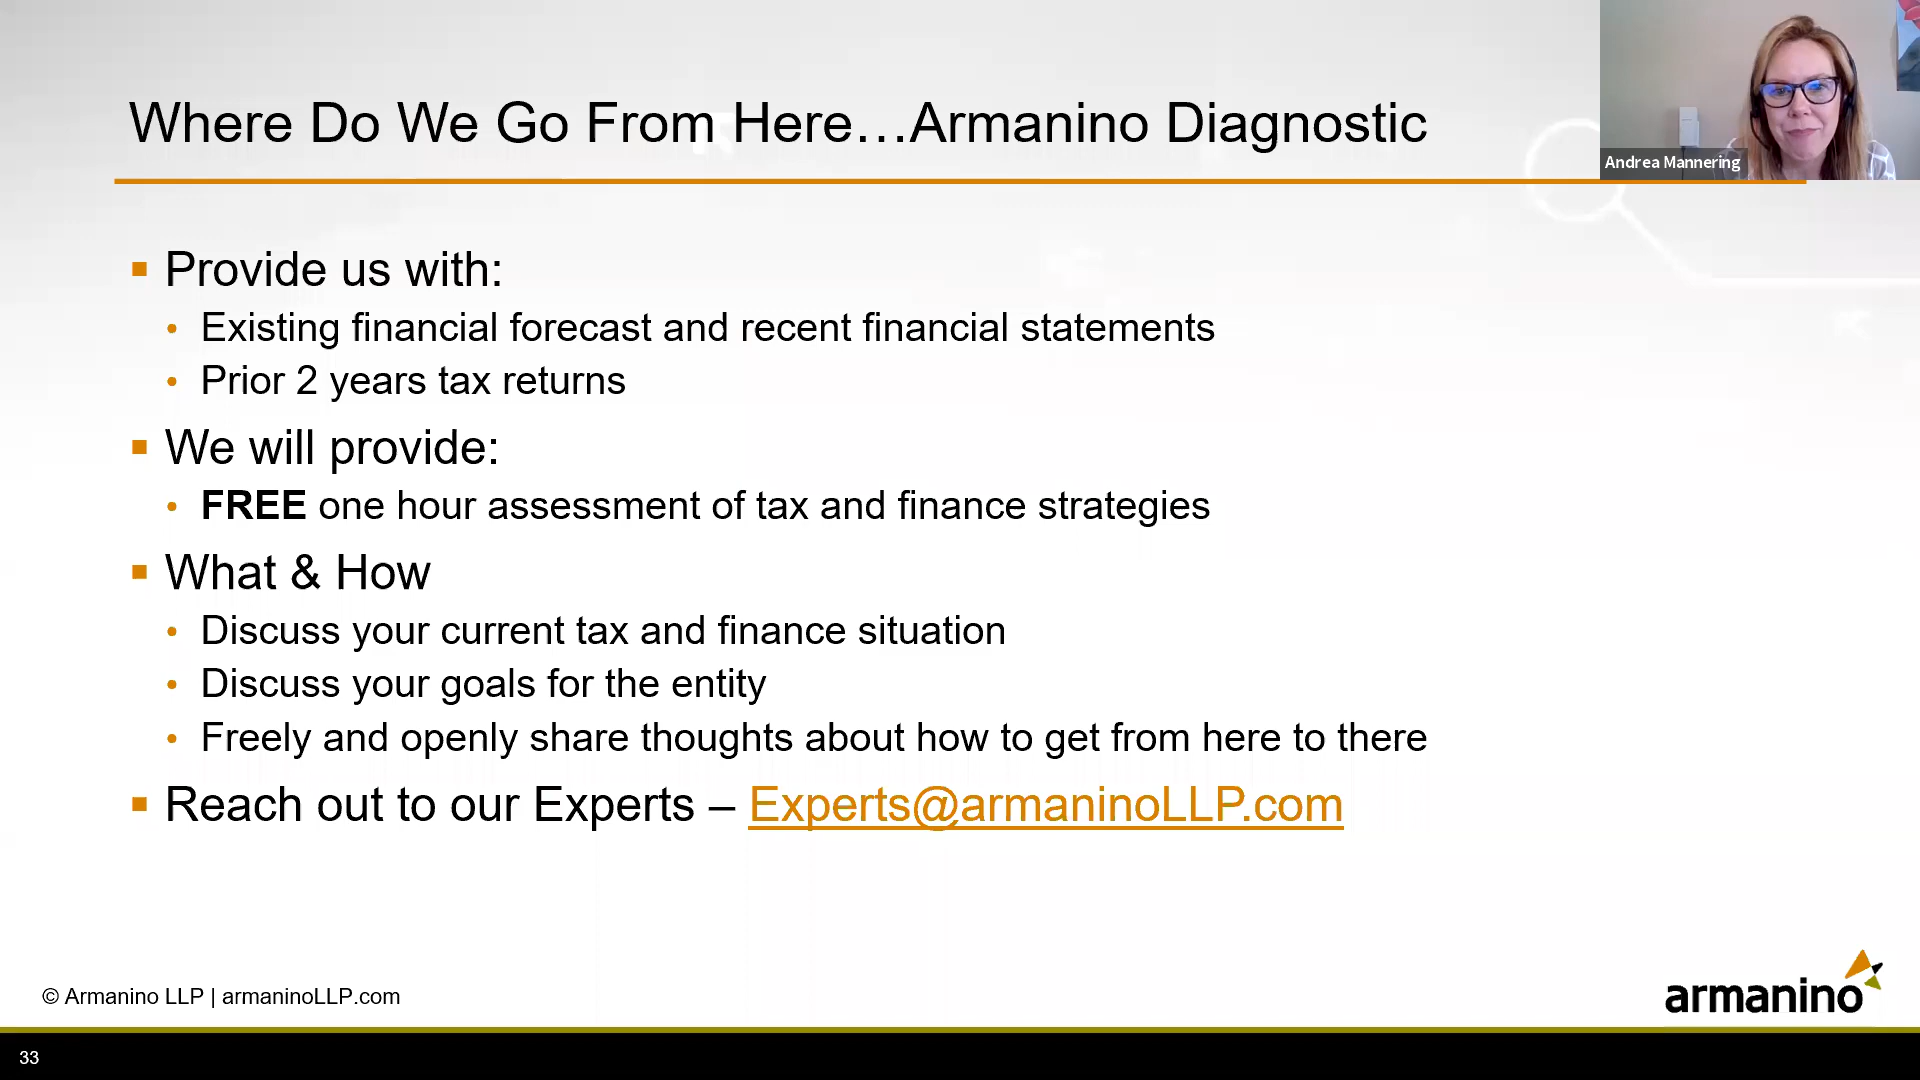 Where Do We Go From Here…Armanino Diagnostic
Andrea Mannering
Provide us with:
Existing financial forecast and recent financial statements
Prior 2 years tax returns
We will provide:
FREE one hour assessment of tax and finance strategies
What & How
Discuss your current tax and finance situation
Discuss your goals for the entity
Freely and openly share thoughts about how to get from here to there
Reach out to our Experts – Experts@armaninoLLP.com
© Armanino LLP | armaninoLLP.com
armanino
33